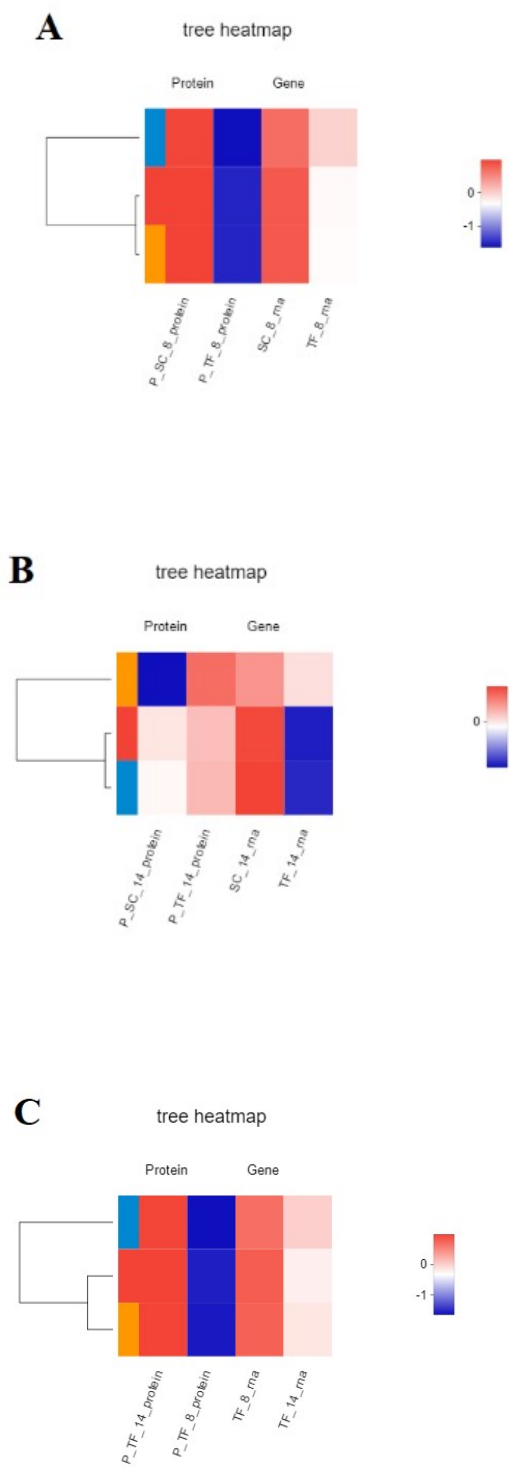 A
tree heatmap
Protein Gene
0
-1
P_SC_8_protein
P_TF_8_protein
SC_8_rna
TF_8_rna
B
tree heatmap
Protein Gene
0
P_SC_14_protein
P_TF_14_protein
SC_14_rna
TF_14_rna
C
tree heatmap
Protein Gene
0
-1
P_TF_14_protein
P_TF_8_protein
TF_8_rna
TF_14_rna